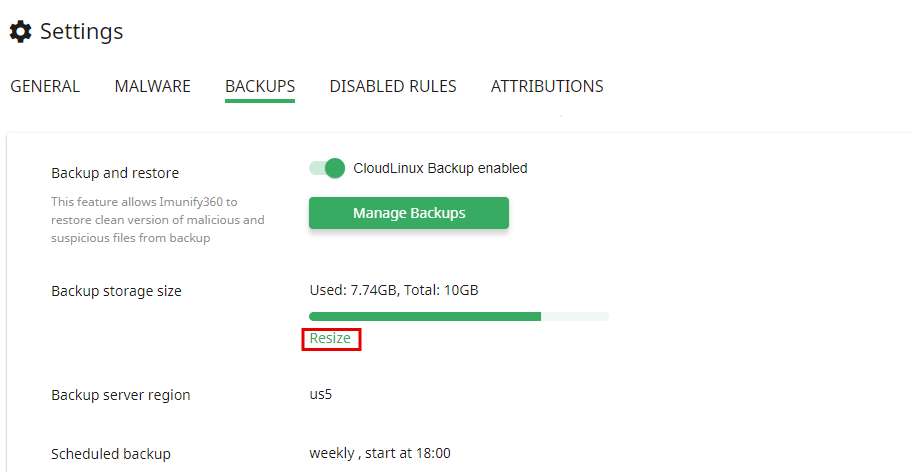 Settings
GENERAL MALWARE BACKUPS DISABLED RULES ATTRIBUTIONS
Backup and restore
CloudLinux Backup enabled
This feature allows Imunify360 to
restore clean version of malicious and
suspicious files from backup
Manage Backups
Backup storage size
Used: 7.74GB, Total: 10GB
Resize
Backup server region
us5
Scheduled backup
weekly , start at 18:00